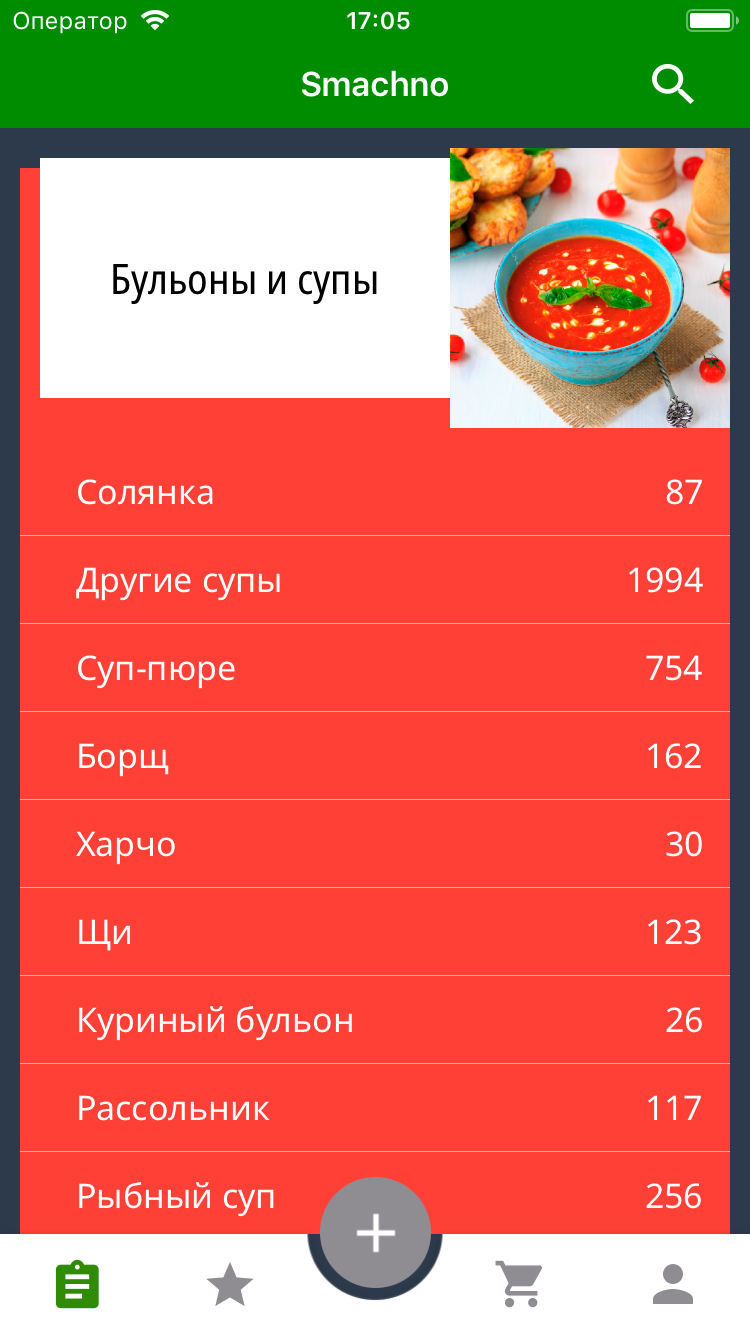 Оператор 17:05
Smachno
Бульоны и супы
Солянка 87
Другие супы 1994
Суп-пюре 754
Борщ 162
Харчо 30
Щи 123
Куриный бульон 26
Рассольник 117
Рыбный суп 256